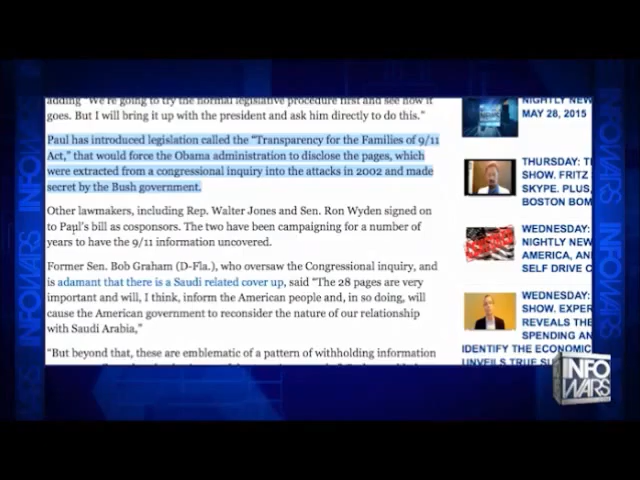 adding "We're going to try the normal legislative procedure first and see how it
goes. But I will bring it up with the president and ask him directly to do this."
Paul has introduced legislation called the "Transparency for the Families of 9/11
Act," that would force the Obama administration to disclose the pages, which
were extracted from a congressional inquiry into the attacks in 2002 and made
secret by the Bush government.
Other lawmakers, including Rep. Walter Jones and Sen. Ron Wyden signed on
to Paul's bill as cosponsors. The two have been campaigning for a number of
years to have the 9/11 information uncovered.
Former Sen. Bob Graham (D-Fla.), who oversaw the Congressional inquiry, and
is adamant that there is a Saudi related cover up, said "The 28 pages are very
important and will, I think, inform the American people and, in so doing, will
cause the American government to reconsider the nature of our relationship
with Saudi Arabia,"
"But beyond that, these are emblematic of a pattern of withholding information
NIGHTLY NEW
MAY 28, 2015
THURSDAY: TH
SHOW. FRITZ
SKYPE. PLUS,
BOSTON BOM
WEDNESDAY:
NIGHTLY NEW
AMERICA, AN
SELF DRIVE C
WEDNESDAY:
SHOW. EXPER
REVEALS THE
SPENDING AN
IDENTIFY THE ECONOMIC
UNVEILS TRUE SU
INFOWARS
INFOWARS
INFO
WARS